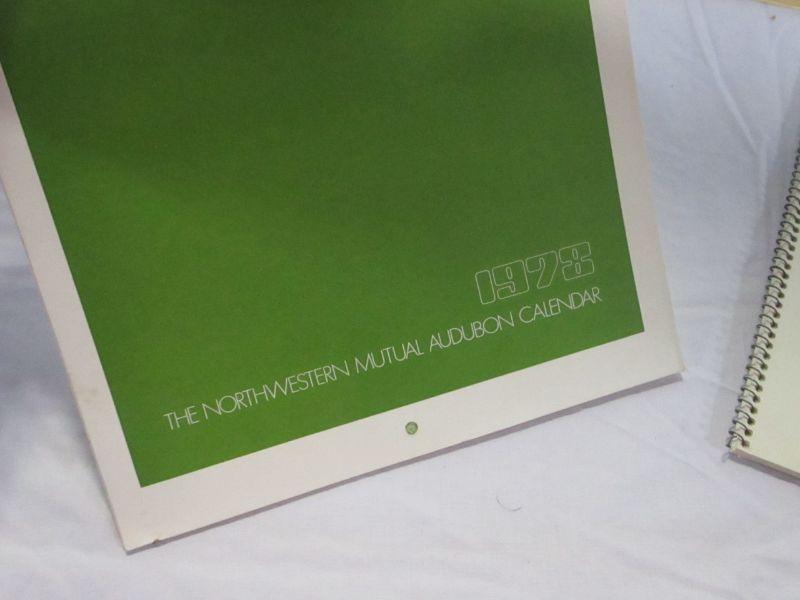 1978
THE NORTHWESTERN MUTUAL AUDUBON CALENDAR